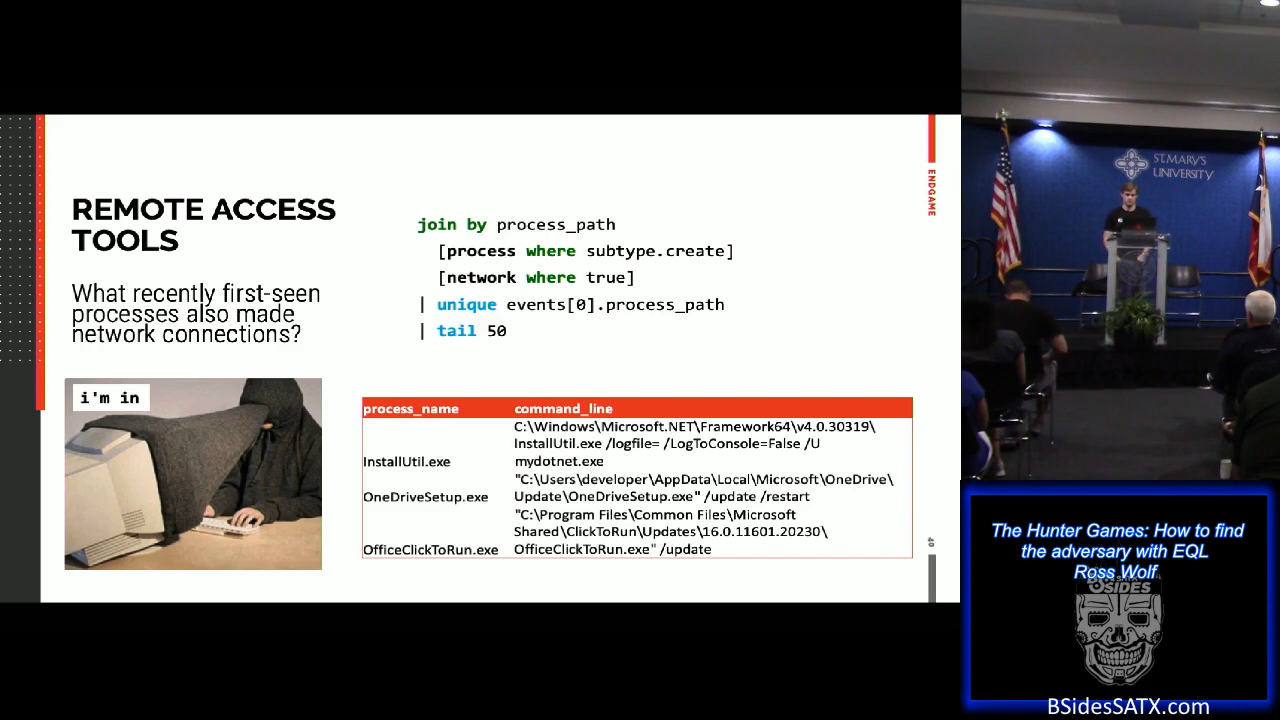 REMOTE ACCESS
TOOLS
What recently first-seen
processes also made
network connections?
i'm in
join by process_path
[process where subtype.create]
[network where true]
| unique events[0].process_path
| tail 50
process_name command_line
C:\Windows\Microsoft.NET\Framework64\v4.0.30319\
InstallUtil.exe /logfile= /LogToConsole=False /U
InstallUtil.exe mydotnet.exe
"C:\Users\developer\AppData\Local\Microsoft\OneDrive\
OneDriveSetup.exe Update\OneDriveSetup.exe" /update /restart
"C:\Program Files\Common Files\Microsoft
Shared\ClickToRun\Updates\16.0.11601.20230\
OfficeClickToRun.exe OfficeClickToRun.exe" /update
ENDGAME
40
ST. MARY'S
UNIVERSITY
The Hunter Games: How to find
the adversary with EQL
Ross Wolf
BSIDES
BSidesSATX.com